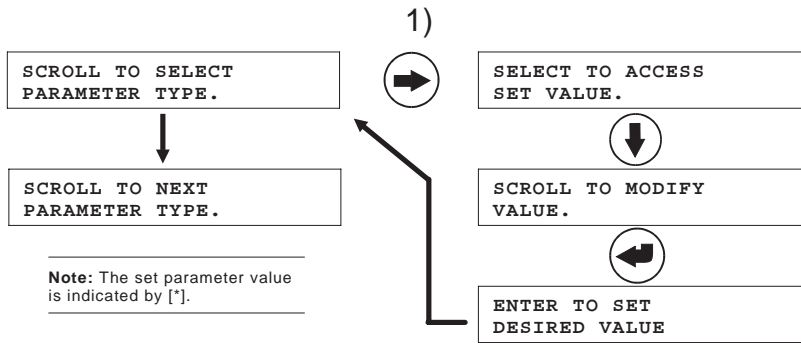 1)
SCROLL TO SELECT
PARAMETER TYPE.
SELECT TO ACCESS
SET VALUE.
SCROLL TO NEXT
PARAMETER TYPE.
SCROLL TO MODIFY
VALUE.
Note: The set parameter value
is indicated by [*].
ENTER TO SET
DESIRED VALUE